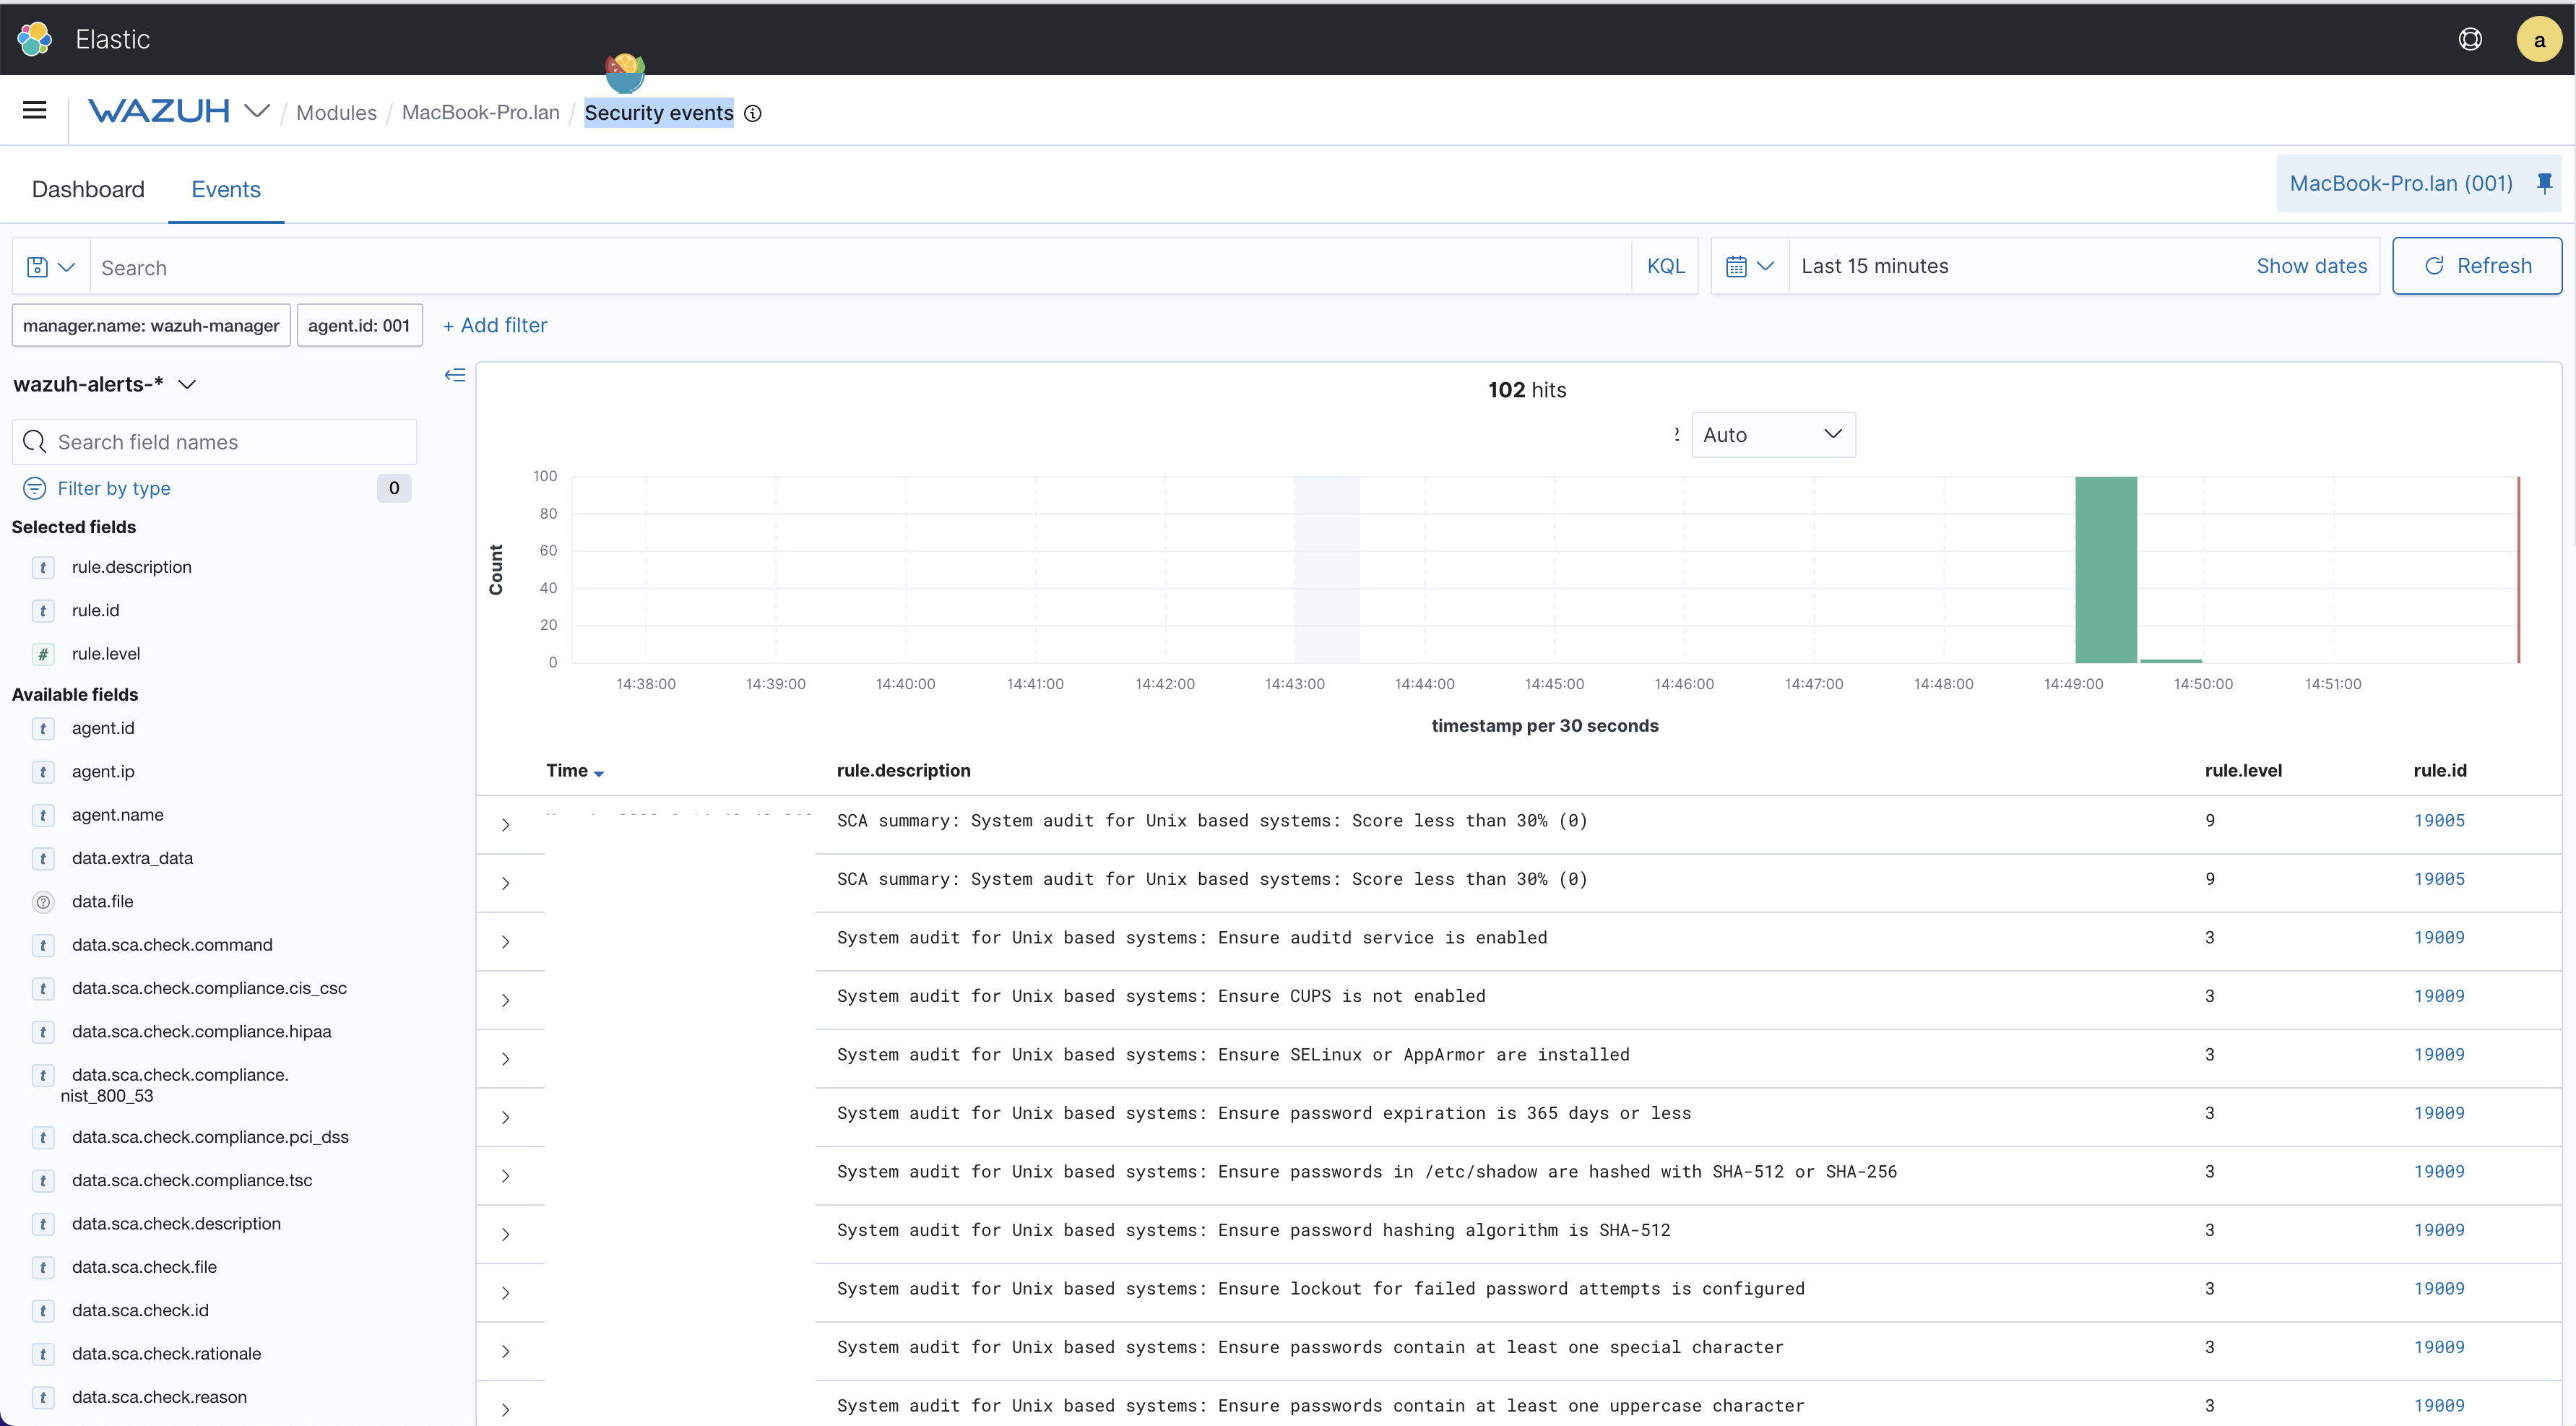 Elastic
a
WAZUH / Modules / MacBook-Pro.lan / Security events
Dashboard Events MacBook-Pro.lan (001)
Search KQL Last 15 minutes Show dates Refresh
manager.name: wazuh-manager agent.id: 001 + Add filter
wazuh-alerts-*
Search field names
Filter by type 0
Selected fields
t rule.description
t rule.id
# rule.level
Available fields
t agent.id
t agent.ip
t agent.name
t data.extra_data
? data.file
t data.sca.check.command
t data.sca.check.compliance.cis_csc
t data.sca.check.compliance.hipaa
t data.sca.check.compliance.
nist_800_53
t data.sca.check.compliance.pci_dss
t data.sca.check.compliance.tsc
t data.sca.check.description
t data.sca.check.file
t data.sca.check.id
t data.sca.check.rationale
t data.sca.check.reason
102 hits
Auto
Count
100
80
60
40
20
0
14:38:00 14:39:00 14:40:00 14:41:00 14:42:00 14:43:00 14:44:00 14:45:00 14:46:00 14:47:00 14:48:00 14:49:00 14:50:00 14:51:00
timestamp per 30 seconds
Time rule.description rule.level rule.id
SCA summary: System audit for Unix based systems: Score less than 30% (0) 9 19005
SCA summary: System audit for Unix based systems: Score less than 30% (0) 9 19005
System audit for Unix based systems: Ensure auditd service is enabled 3 19009
System audit for Unix based systems: Ensure CUPS is not enabled 3 19009
System audit for Unix based systems: Ensure SELinux or AppArmor are installed 3 19009
System audit for Unix based systems: Ensure password expiration is 365 days or less 3 19009
System audit for Unix based systems: Ensure passwords in /etc/shadow are hashed with SHA-512 or SHA-256 3 19009
System audit for Unix based systems: Ensure password hashing algorithm is SHA-512 3 19009
System audit for Unix based systems: Ensure lockout for failed password attempts is configured 3 19009
System audit for Unix based systems: Ensure passwords contain at least one special character 3 19009
System audit for Unix based systems: Ensure passwords contain at least one uppercase character 3 19009